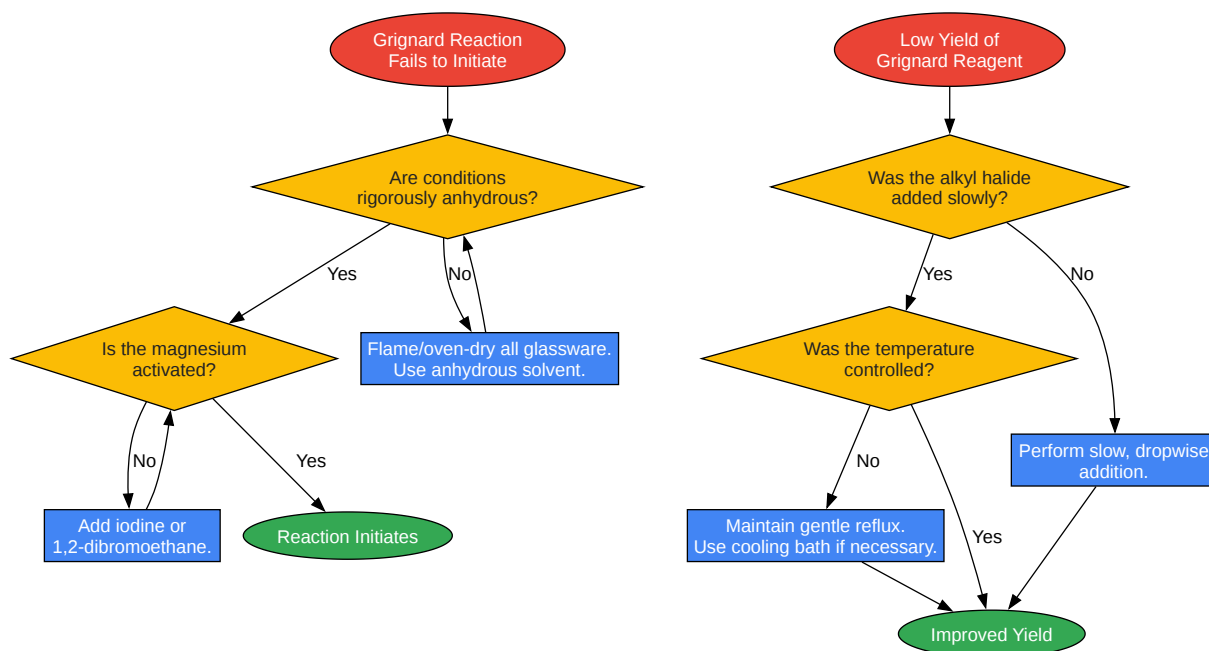 Grignard Reaction
Fails to Initiate
Are conditions
rigorously anhydrous?
Yes
No
Is the magnesium
activated?
Flame/oven-dry all glassware.
Use anhydrous solvent.
No
Yes
Add iodine or
1,2-dibromoethane.
Reaction Initiates
Low Yield of
Grignard Reagent
Was the alkyl halide
added slowly?
Yes
No
Was the temperature
controlled?
Perform slow, dropwise
addition.
No
Yes
Maintain gentle reflux.
Use cooling bath if necessary.
Improved Yield